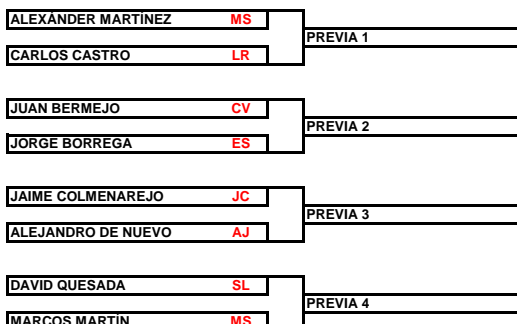 ALEXÁNDER MARTÍNEZ MS
PREVIA 1
CARLOS CASTRO LR
JUAN BERMEJO CV
PREVIA 2
JORGE BORREGA ES
JAIME COLMENAREJO JC
PREVIA 3
ALEJANDRO DE NUEVO AJ
DAVID QUESADA SL
PREVIA 4
MARCOS MARTÍN MS